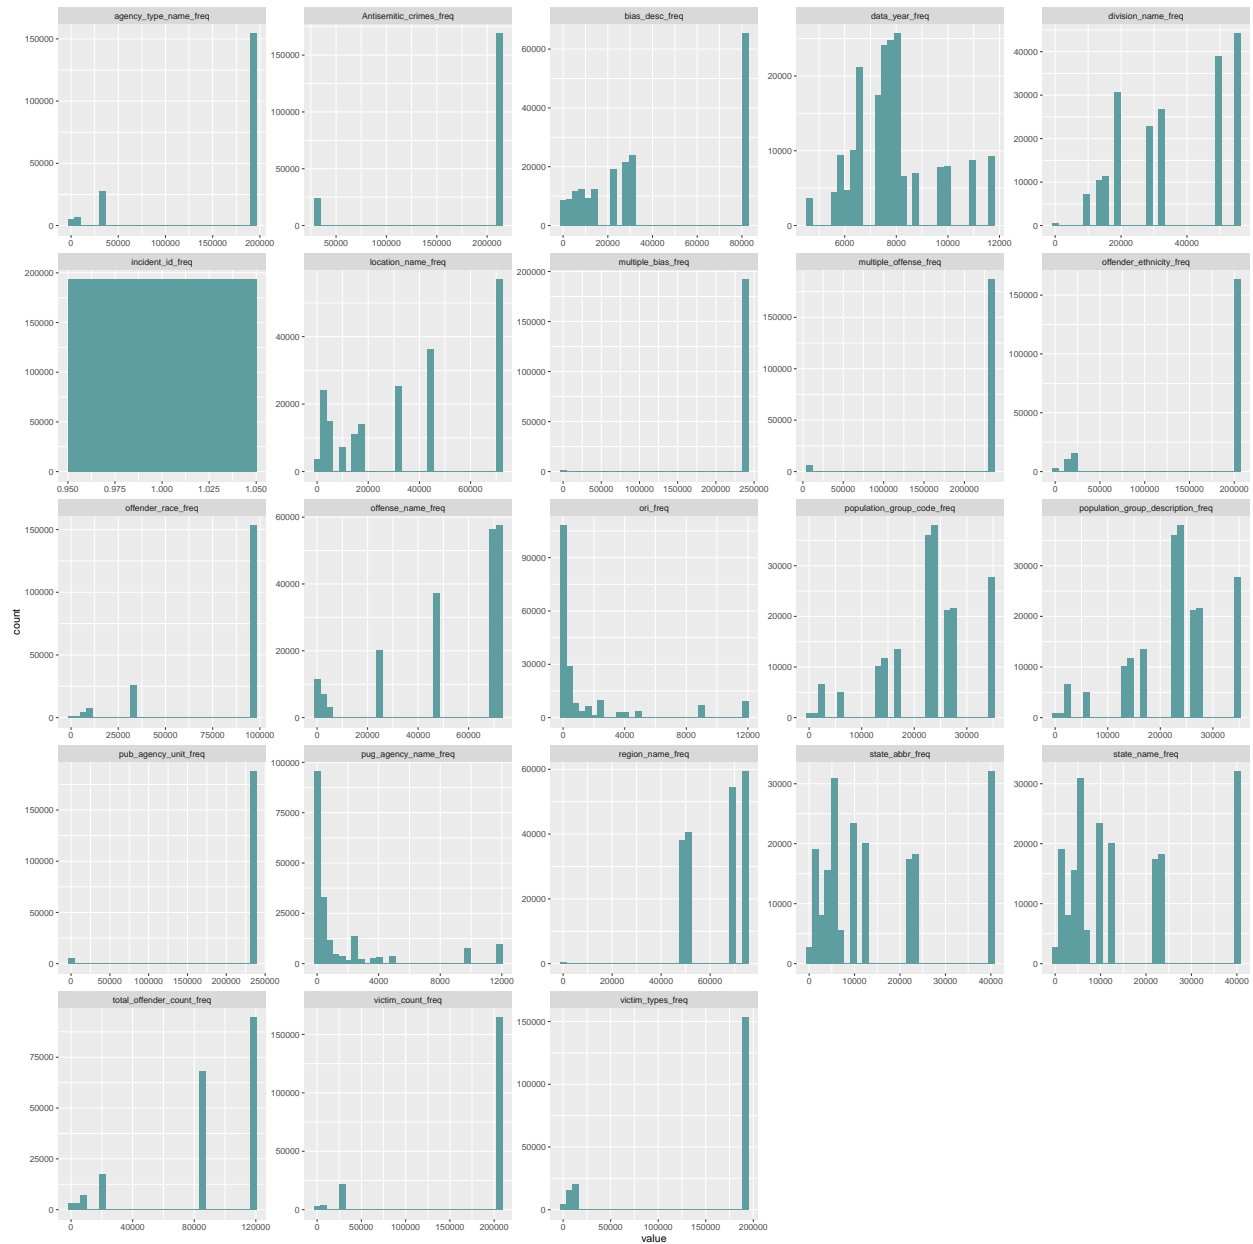 agency_type_name_freq
Antisemitic_crimes_freq
bias_desc_freq
data_year_freq
division_name_freq
150000
100000
50000
0
0 50000 100000 150000 200000
150000
100000
50000
0
50000 100000 150000 200000
60000
40000
20000
0
0 20000 40000 60000 80000
20000
10000
0
6000 8000 10000 12000
40000
30000
20000
10000
0
0 20000 40000
incident_id_freq
location_name_freq
multiple_bias_freq
multiple_offense_freq
offender_ethnicity_freq
200000
150000
100000
50000
0
0.950 0.975 1.000 1.025 1.050
40000
20000
0
0 20000 40000 60000
200000
150000
100000
50000
0
0 50000 100000 150000 200000 250000
150000
100000
50000
0
0 50000 100000 150000 200000
150000
100000
50000
0
0 50000 100000 150000 200000
offender_race_freq
offense_name_freq
ori_freq
population_group_code_freq
population_group_description_freq
150000
100000
50000
0
0 25000 50000 75000 100000
60000
40000
20000
0
0 20000 40000 60000
90000
60000
30000
0
0 4000 8000 12000
30000
20000
10000
0
0 10000 20000 30000
30000
20000
10000
0
0 10000 20000 30000
count
pub_agency_unit_freq
pug_agency_name_freq
region_name_freq
state_abbr_freq
state_name_freq
150000
100000
50000
0
0 50000 100000 150000 200000 250000
100000
75000
50000
25000
0
0 4000 8000 12000
60000
40000
20000
0
0 20000 40000 60000
30000
20000
10000
0
0 10000 20000 30000 40000
30000
20000
10000
0
0 10000 20000 30000 40000
total_offender_count_freq
victim_count_freq
victim_types_freq
75000
50000
25000
0
0 40000 80000 120000
150000
100000
50000
0
0 50000 100000 150000 200000
150000
100000
50000
0
0 50000 100000 150000 200000
value